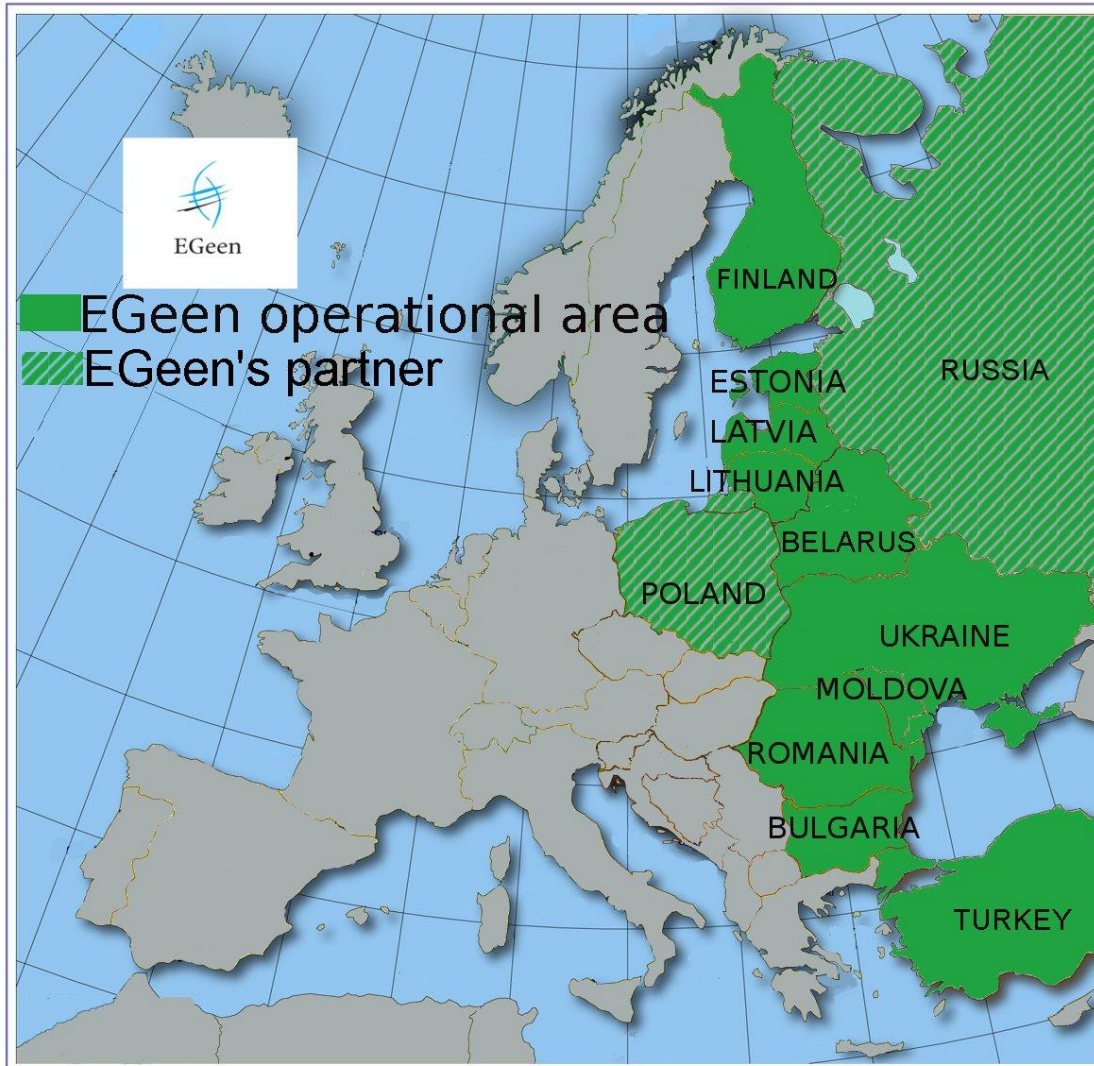 EGeen
EGeen operational area
EGeen's partner
FINLAND
ESTONIA
RUSSIA
LATVIA
LITHUANIA
BELARUS
POLAND
UKRAINE
MOLDOVA
ROMANIA
BULGARIA
TURKEY